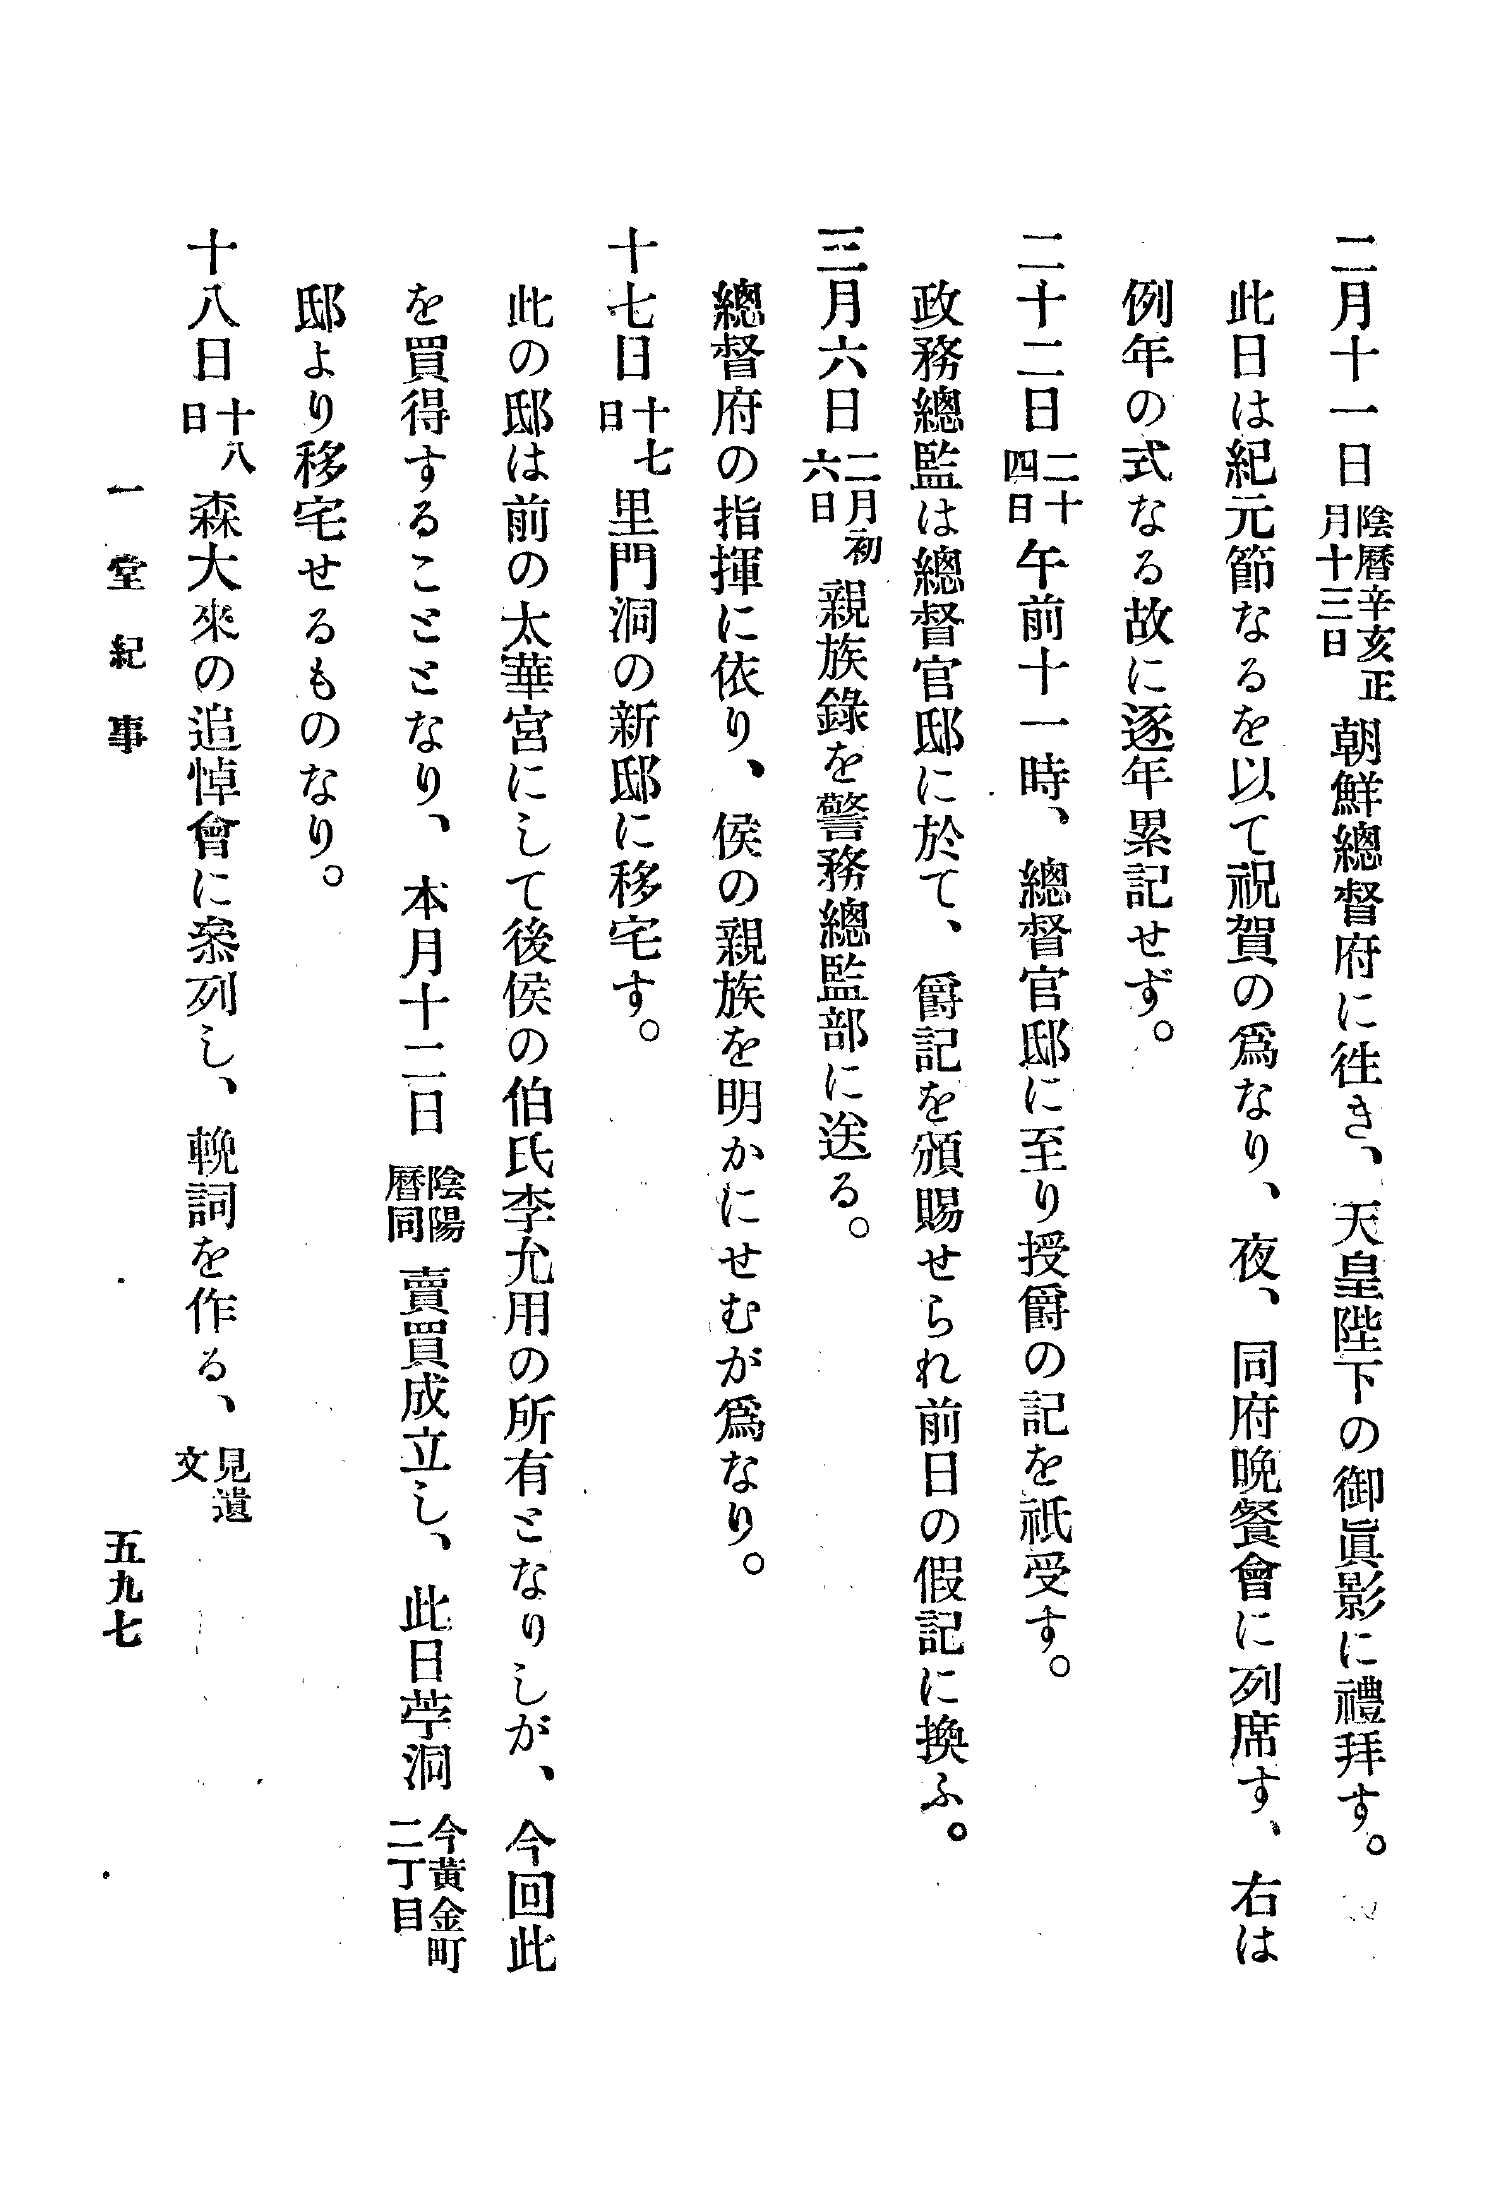 二月十一日陰曆辛亥正月十三日朝鮮總督府に往き、天皇陛下の御眞影に禮拜す。
此日は紀元節なるを以て祝賀の爲なり、夜、同府晚餐會に列席す、右は
例年の式なる故に逐年累記せず。
二十二日二十四日午前十一時、總督官邸に至り授爵の記を祇受す。
政務總監は總督官邸に於て、爵記を頒賜せられ前日の假記に換ふ。
三月六日二月初六日親族錄を警務總監部に送る。
總督府の指揮に依り、侯の親族を明かにせむが爲なり。
十七日十七日里門洞の新邸に移宅す。
此の邸は前の太華宮にして後侯の伯氏李允用の所有となりしが、今回此
を買得することとなり、本月十二日陰陽曆同賣買成立し、此日苧洞今黃金町二丁目
邸より移宅せるものなり。
十八日十八日森大來の追悼會に叅列し、輓詞を作る、見遺文
一堂紀事
五九七